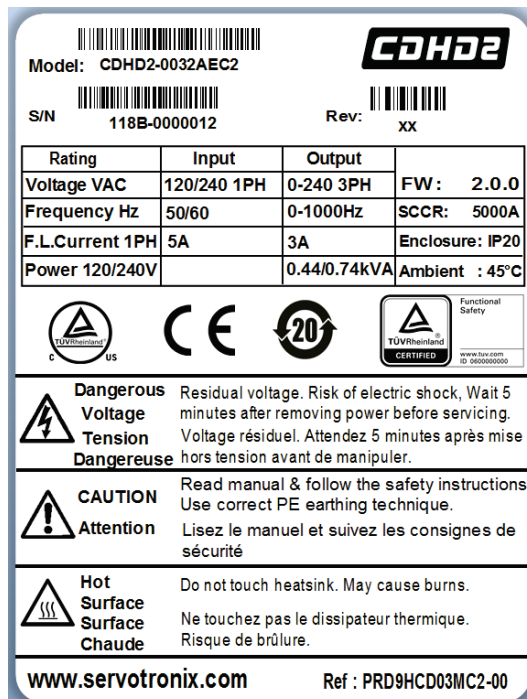 Model: CDHD2-0032AEC2
CDHD2
S/N 118B-0000012
Rev: xx
Rating Input Output
Voltage VAC 120/240 1PH 0-240 3PH FW: 2.0.0
Frequency Hz 50/60 0-1000Hz SCCR: 5000A
F.L.Current 1PH 5A 3A Enclosure: IP20
Power 120/240V 0.44/0.74kVA Ambient : 45°C
TÜVRheinland
C US
CE
20
TÜVRheinland
CERTIFIED
Functional
Safety
www.tuv.com
ID 0600000000
Dangerous
Voltage
Tension
Dangereuse
Residual voltage. Risk of electric shock, Wait 5
minutes after removing power before servicing.
Voltage résiduel. Attendez 5 minutes après mise
hors tension avant de manipuler.
CAUTION
Attention
Read manual & follow the safety instructions
Use correct PE earthing technique.
Lisez le manuel et suivez les consignes de
sécurité
Hot
Surface
Surface
Chaude
Do not touch heatsink. May cause burns.
Ne touchez pas le dissipateur thermique.
Risque de brûlure.
www.servotronix.com Ref : PRD9HCD03MC2-00